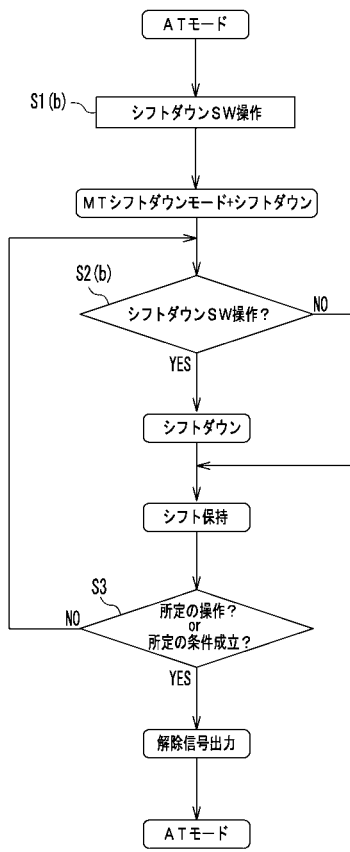 ATモード
S1(b)
シフトダウンSW操作
MTシフトダウンモード+シフトダウン
S2(b)
シフトダウンSW操作?
NO
YES
シフトダウン
シフト保持
S3
所定の操作?
or
所定の条件成立?
NO
YES
解除信号出力
ATモード